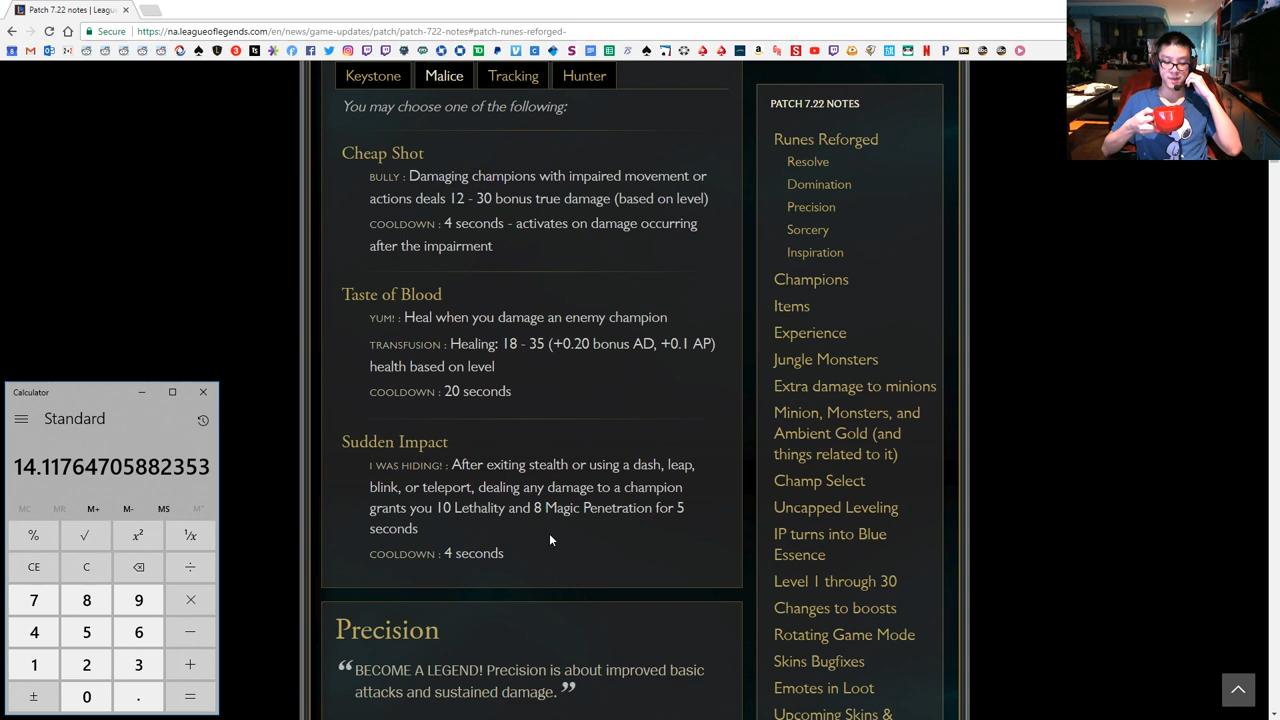 Patch 7.22 notes | Leagu
Secure
https://na.leagueoflegends.com/en/news/game-updates/patch/patch-722-notes#patch-runes-reforged-
Keystone
Malice
Tracking
Hunter
You may choose one of the following:
Cheap Shot
BULLY : Damaging champions with impaired movement or
actions deals 12 - 30 bonus true damage (based on level)
COOLDOWN : 4 seconds - activates on damage occurring
after the impairment
Taste of Blood
YUM! : Heal when you damage an enemy champion
TRANSFUSION : Healing: 18 - 35 (+0.20 bonus AD, +0.1 AP)
health based on level
COOLDOWN : 20 seconds
Sudden Impact
I WAS HIDING! : After exiting stealth or using a dash, leap,
blink, or teleport, dealing any damage to a champion
grants you 10 Lethality and 8 Magic Penetration for 5
seconds
COOLDOWN : 4 seconds
Precision
“ BECOME A LEGEND! Precision is about improved basic
attacks and sustained damage. ”
PATCH 7.22 NOTES
Runes Reforged
Resolve
Domination
Precision
Sorcery
Inspiration
Champions
Items
Experience
Jungle Monsters
Extra damage to minions
Minion, Monsters, and
Ambient Gold (and
things related to it)
Champ Select
Uncapped Leveling
IP turns into Blue
Essence
Level 1 through 30
Changes to boosts
Rotating Game Mode
Skins Bugfixes
Emotes in Loot
Upcoming Skins &
Calculator
Standard
14.11764705882353
MC MR M+ M- MS M˅
% √ x² ¹/x
CE C ⌫ ÷
7 8 9 ×
4 5 6 −
1 2 3 +
± 0 . =